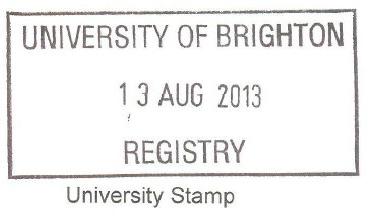 UNIVERSITY OF BRIGHTON
13 AUG 2013
REGISTRY
University Stamp